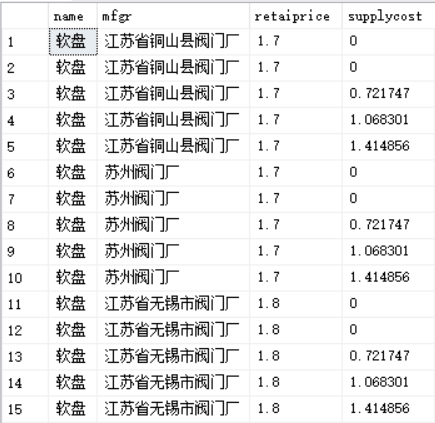 name mfgr retaiprice supplycost
1 软盘 江苏省铜山县阀门厂 1.7 0
2 软盘 江苏省铜山县阀门厂 1.7 0
3 软盘 江苏省铜山县阀门厂 1.7 0.721747
4 软盘 江苏省铜山县阀门厂 1.7 1.068301
5 软盘 江苏省铜山县阀门厂 1.7 1.414856
6 软盘 苏州阀门厂 1.7 0
7 软盘 苏州阀门厂 1.7 0
8 软盘 苏州阀门厂 1.7 0.721747
9 软盘 苏州阀门厂 1.7 1.068301
10 软盘 苏州阀门厂 1.7 1.414856
11 软盘 江苏省无锡市阀门厂 1.8 0
12 软盘 江苏省无锡市阀门厂 1.8 0
13 软盘 江苏省无锡市阀门厂 1.8 0.721747
14 软盘 江苏省无锡市阀门厂 1.8 1.068301
15 软盘 江苏省无锡市阀门厂 1.8 1.414856